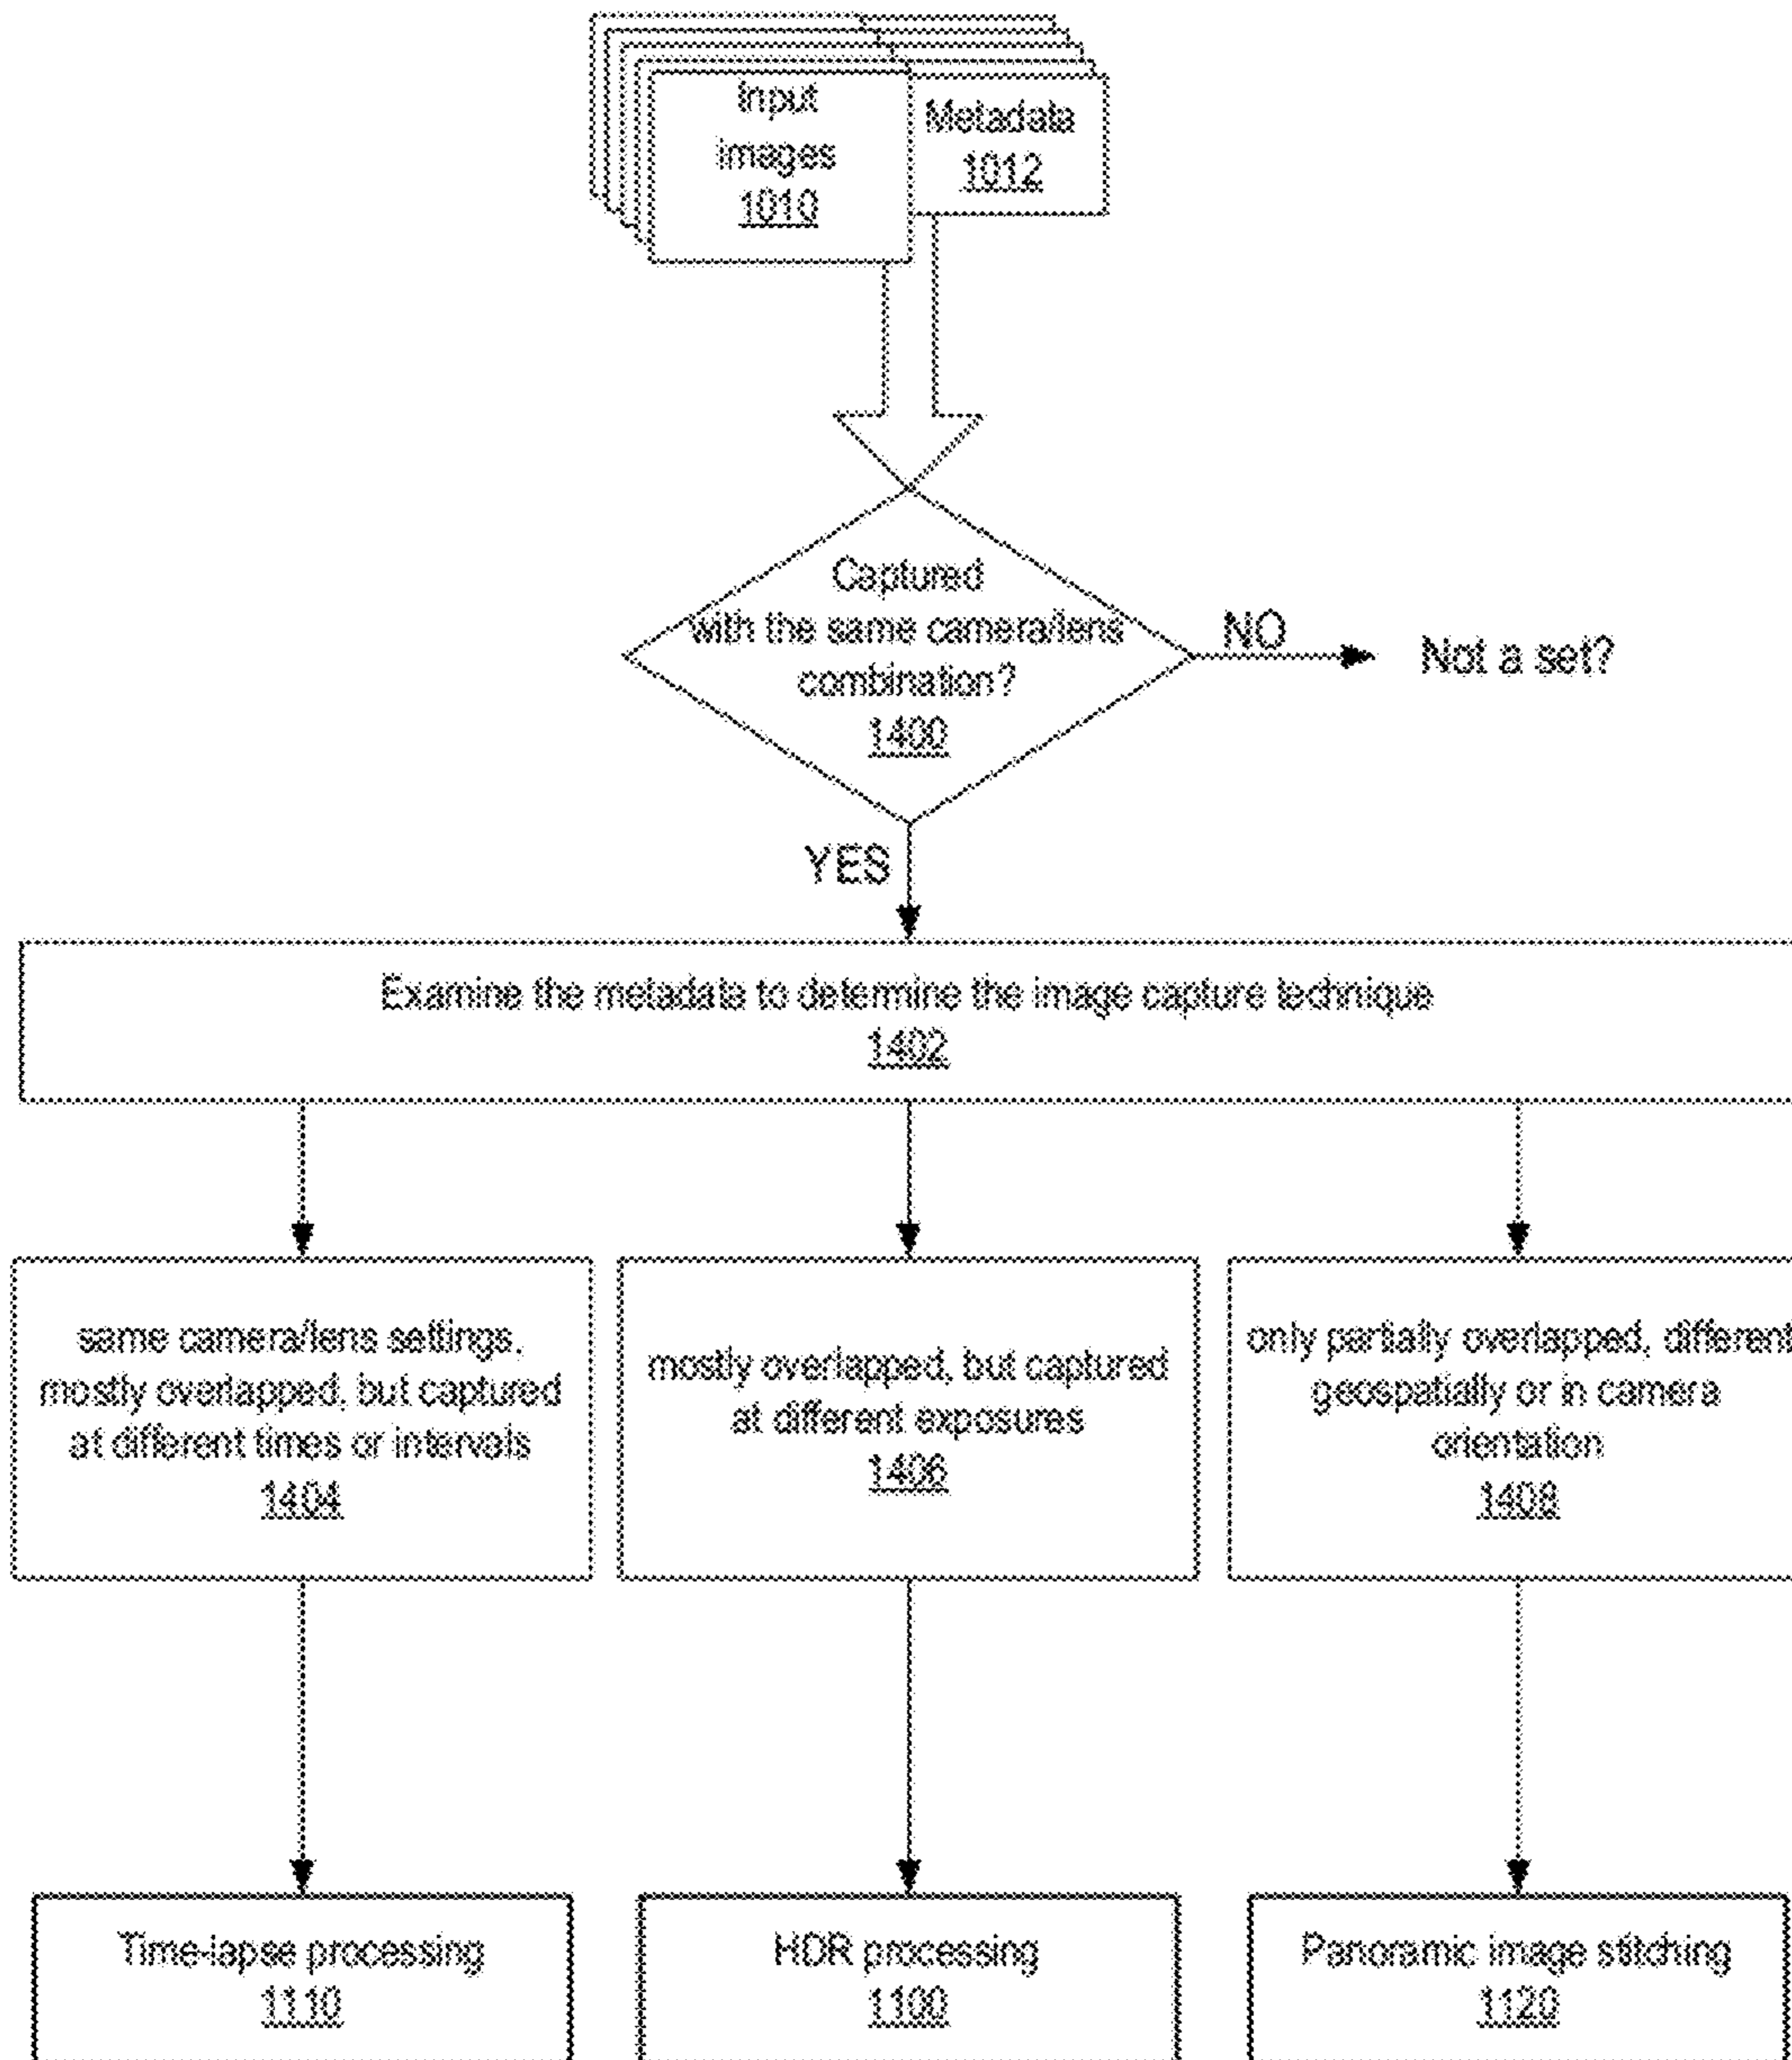 Input
images
1010
Metadata
1012
Captured
with the same camera/lens
combination?
1400
NO
Not a set?
YES
Examine the metadata to determine the image capture technique
1402
same camera/lens settings,
mostly overlapped, but captured
at different times or intervals
1404
mostly overlapped, but captured
at different exposures
1406
only partially overlapped, different
geospatially or in camera
orientation
1408
Time-lapse processing
1110
HDR processing
1100
Panoramic image stitching
1120